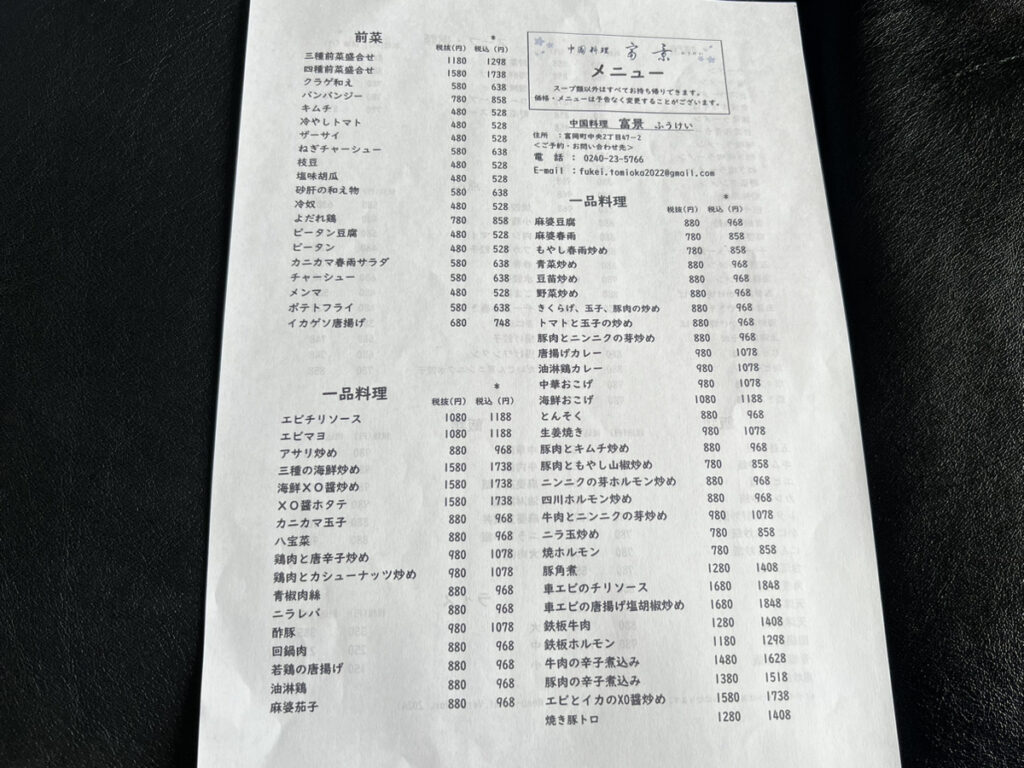 前菜
*
税抜(円) 税込(円)
三種前菜盛合せ 1180 1298
四種前菜盛合せ 1580 1738
クラゲ和え 580 638
バンバンジー 780 858
キムチ 480 528
冷やしトマト 480 528
ザーサイ 480 528
ねぎチャーシュー 580 638
枝豆 480 528
塩味胡瓜 480 528
砂肝の和え物 580 638
冷奴 480 528
よだれ鶏 780 858
ピータン豆腐 480 528
ピータン 480 528
カニカマ春雨サラダ 580 638
チャーシュー 580 638
メンマ 480 528
ポテトフライ 580 638
イカゲソ唐揚げ 680 748
一品料理
*
税抜(円) 税込(円)
エビチリソース 1080 1188
エビマヨ 1080 1188
アサリ炒め 880 968
三種の海鮮炒め 1580 1738
海鮮ＸＯ醤炒め 1580 1738
ＸＯ醤ホタテ 1580 1738
カニカマ玉子 880 968
八宝菜 880 968
鶏肉と唐辛子炒め 980 1078
鶏肉とカシューナッツ炒め 980 1078
青椒肉絲 880 968
ニラレバ 880 968
酢豚 980 1078
回鍋肉 880 968
若鶏の唐揚げ 880 968
油淋鶏 880 968
麻婆茄子 880 968
中国料理 富景
メニュー
スープ類以外はすべてお持ち帰りできます。
価格・メニューは予告なく変更することがございます。
中国料理 富景 ふうけい
住所 ：富岡町中央2丁目47－2
＜ご予約・お問い合わせ先＞
電 話 ： 0240-23-5766
E-mail ：fukei.tomioka2022@gmail.com
一品料理
*
税抜(円) 税込(円)
麻婆豆腐 880 968
麻婆春雨 780 858
もやし春雨炒め 780 858
青菜炒め 880 968
豆苗炒め 880 968
野菜炒め 880 968
きくらげ、玉子、豚肉の炒め 880 968
トマトと玉子の炒め 880 968
豚肉とニンニクの芽炒め 880 968
唐揚げカレー 980 1078
油淋鶏カレー 980 1078
中華おこげ 980 1078
海鮮おこげ 1080 1188
とんそく 880 968
生姜焼き 980 1078
豚肉とキムチ炒め 880 968
豚肉ともやし山椒炒め 780 858
ニンニクの芽ホルモン炒め 880 968
四川ホルモン炒め 880 968
牛肉とニンニクの芽炒め 980 1078
ニラ玉炒め 780 858
焼ホルモン 780 858
豚角煮 1280 1408
車エビのチリソース 1680 1848
車エビの唐揚げ塩胡椒炒め 1680 1848
鉄板牛肉 1280 1408
鉄板ホルモン 1180 1298
牛肉の辛子煮込み 1480 1628
豚肉の辛子煮込み 1380 1518
エビとイカのXO醤炒め 1580 1738
焼き豚トロ 1280 1408